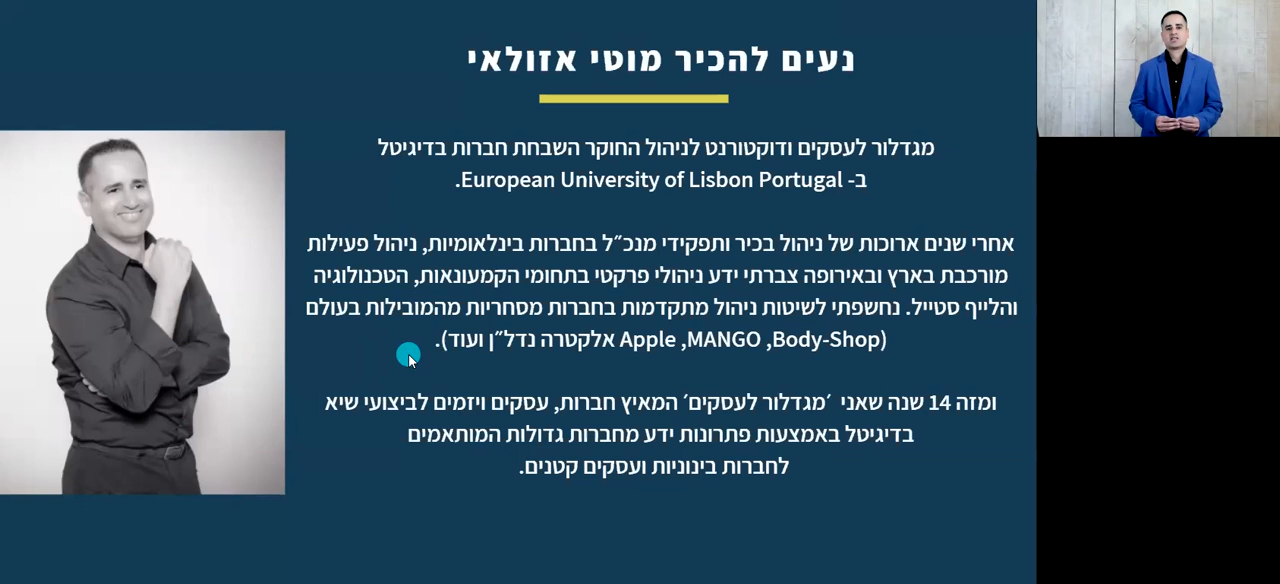 נעים להכיר מוטי אזולאי
מגדלור לעסקים ודוקטורנט לניהול החוקר השבחת חברות בדיגיטל
ב- European University of Lisbon Portugal.
אחרי שנים ארוכות של ניהול בכיר ותפקידי מנכ״ל בחברות בינלאומיות, ניהול פעילות
מורכבת בארץ ובאירופה צברתי ידע ניהולי פרקטי בתחומי הקמעונאות, הטכנולוגיה
והלייף סטייל. נחשפתי לשיטות ניהול מתקדמות בחברות מסחריות מהמובילות בעולם
(Body-Shop, MANGO, Apple אלקטרה נדל״ן ועוד).
ומזה 14 שנה שאני ׳מגדלור לעסקים׳ המאיץ חברות, עסקים ויזמים לביצועי שיא
בדיגיטל באמצעות פתרונות ידע מחברות גדולות המותאמים
לחברות בינוניות ועסקים קטנים.